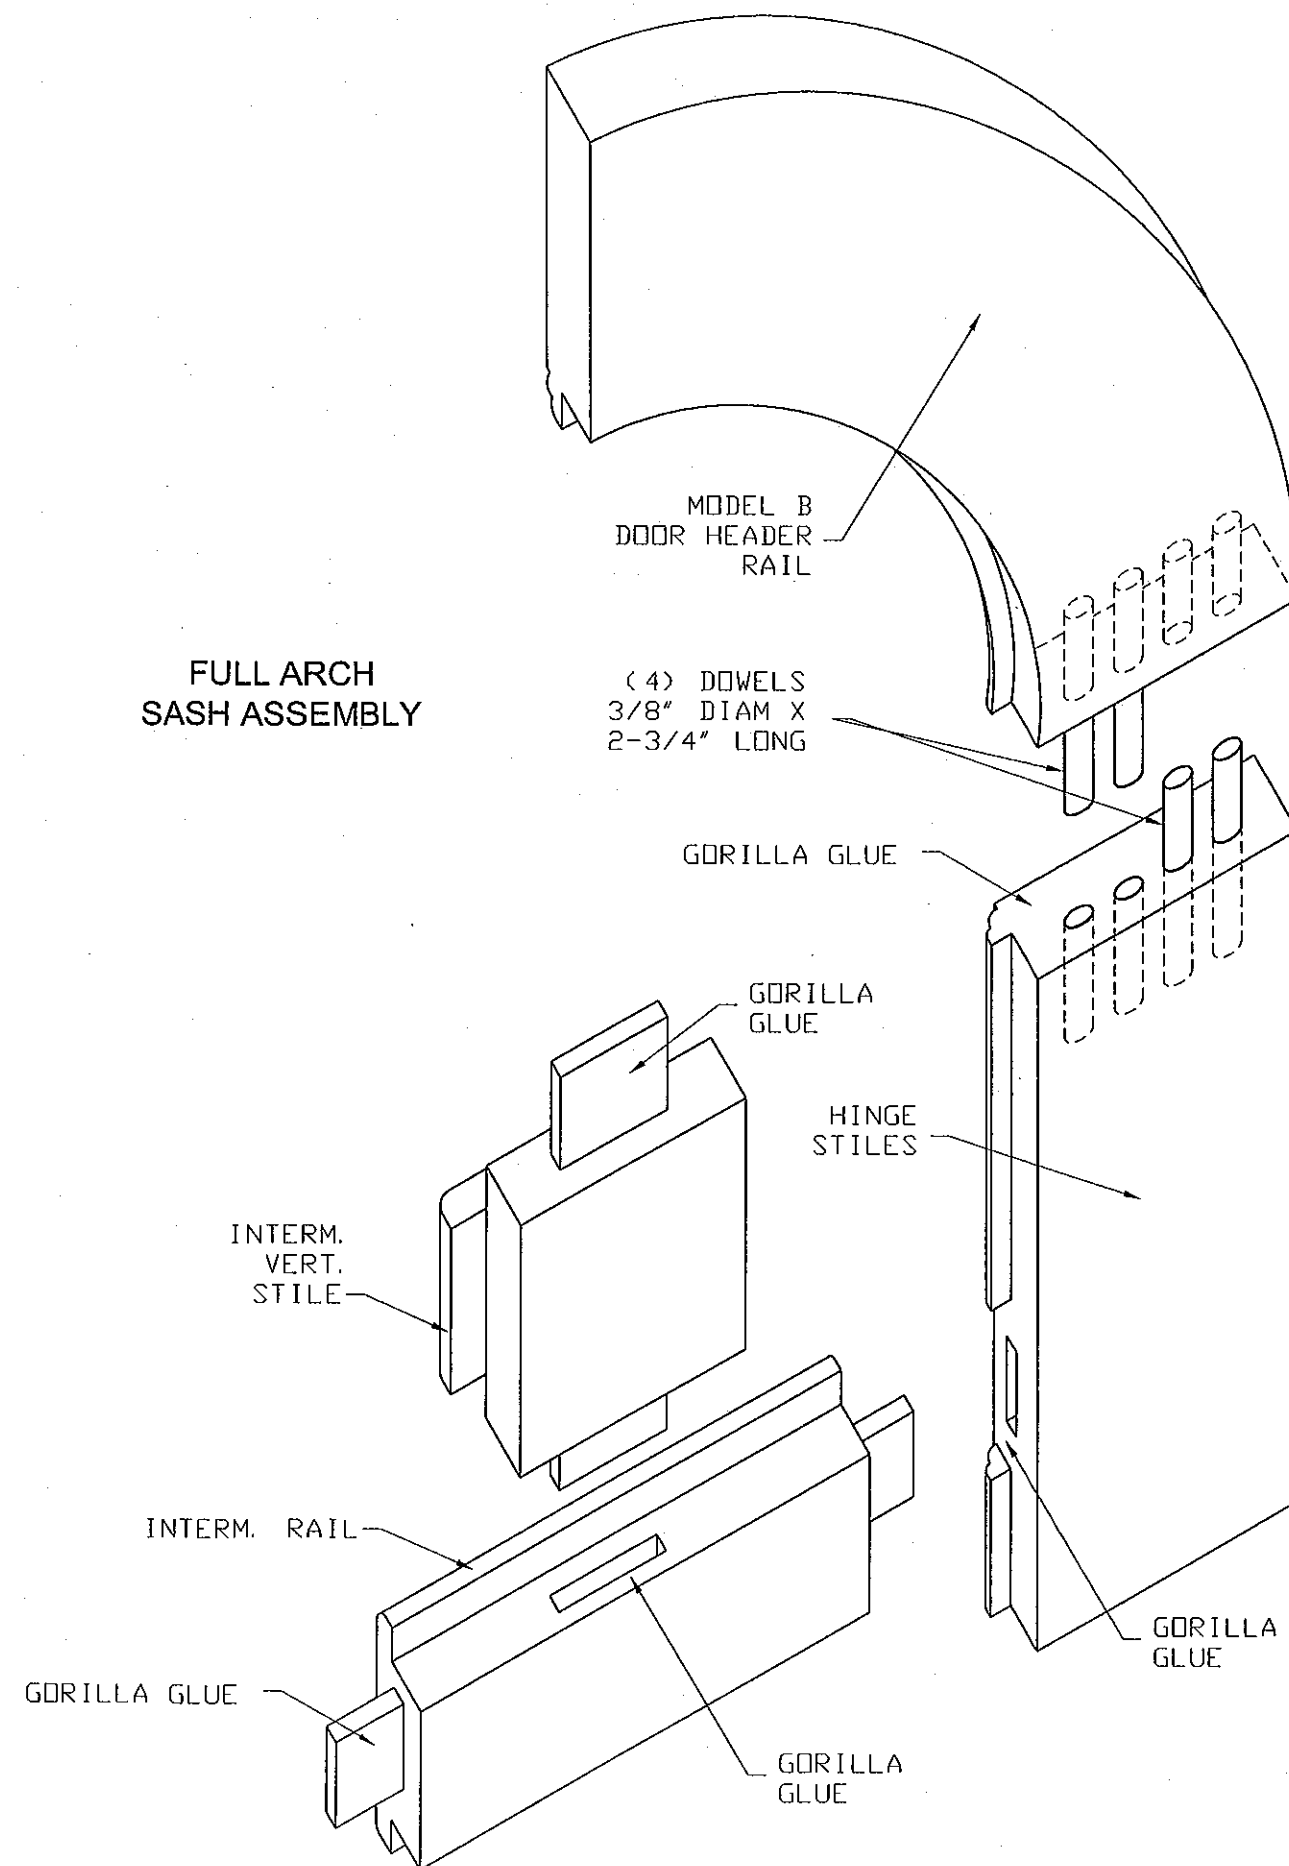 MODEL B
DOOR HEADER
RAIL
FULL ARCH
SASH ASSEMBLY
(4) DOWELS
3/8" DIAM X
2-3/4" LONG
GORILLA GLUE
GORILLA
GLUE
HINGE
STILES
INTERM.
VERT.
STILE
INTERM. RAIL
GORILLA
GLUE
GORILLA GLUE
GORILLA
GLUE